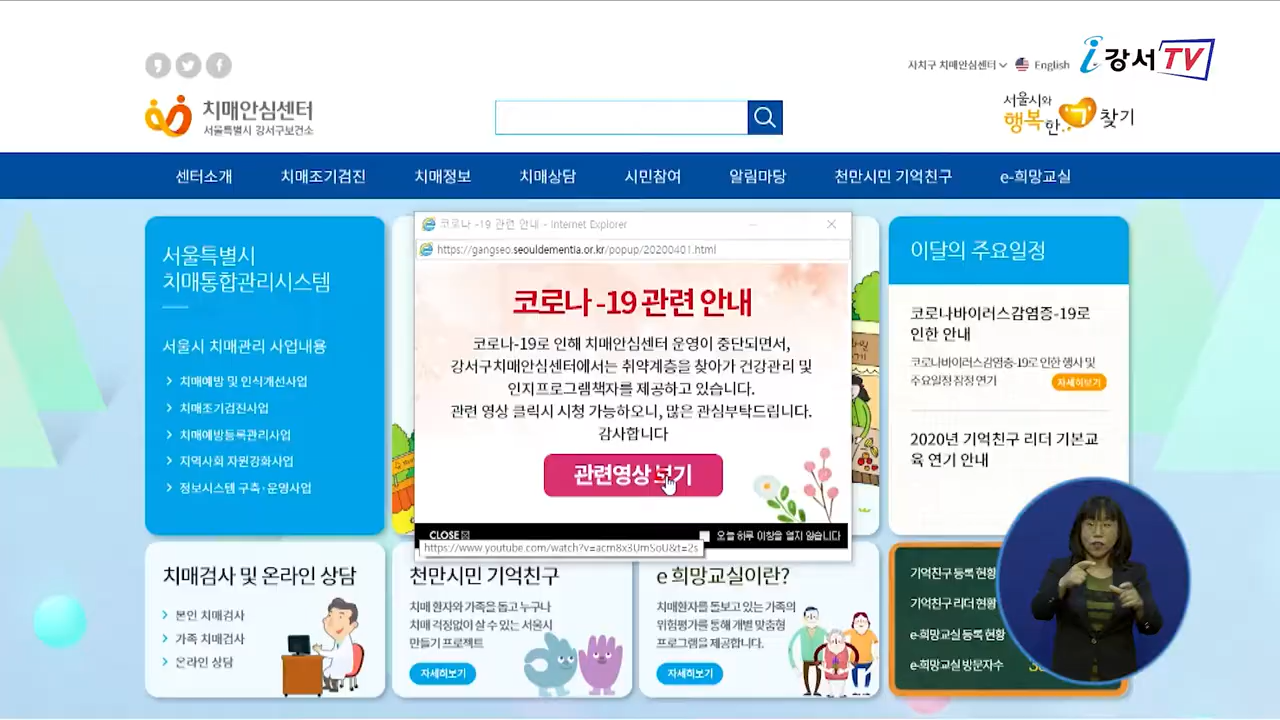 자치구 치매안심센터
English
i강서TV
치매안심센터
서울특별시 강서구보건소
서울시와
행복한
찾기
센터소개 치매조기검진 치매정보 치매상담 시민참여 알림마당 천만시민 기억친구 e-희망교실
서울특별시
치매통합관리시스템
서울시 치매관리 사업내용
치매예방 및 인식개선사업
치매조기검진사업
치매예방등록관리사업
지역사회 자원강화사업
정보시스템 구축·운영사업
코로나 -19 관련 안내 - Internet Explorer
https://gangseo.seouldementia.or.kr/popup/20200401.html
코로나 -19 관련 안내
코로나-19로 인해 치매안심센터 운영이 중단되면서,
강서구치매안심센터에서는 취약계층을 찾아가 건강관리 및
인지프로그램책자를 제공하고 있습니다.
관련 영상 클릭시 시청 가능하오니, 많은 관심부탁드립니다.
감사합니다
관련영상 보기
CLOSE
오늘 하루 이창을 열지 않습니다
https://www.youtube.com/watch?v=acm8x3UmSoU&t=2s
이달의 주요일정
코로나바이러스감염증-19로
인한 안내
코로나바이러스감염증-19로 인한 행사 및
주요일정 잠정 연기
자세히보기
2020년 기억친구 리더 기본교
육 연기 안내
치매검사 및 온라인 상담
본인 치매검사
가족 치매검사
온라인 상담
천만시민 기억친구
치매 환자와 가족을 돕고 누구나
치매 걱정없이 살 수 있는 서울시
만들기 프로젝트
자세히보기
e 희망교실이란?
치매환자를 돌보고 있는 가족의
위험평가를 통해 개별 맞춤형
프로그램을 제공합니다.
자세히보기
기억친구 등록 현황
기억친구 리더 현황
e-희망교실 등록 현황
e-희망교실 방문자수